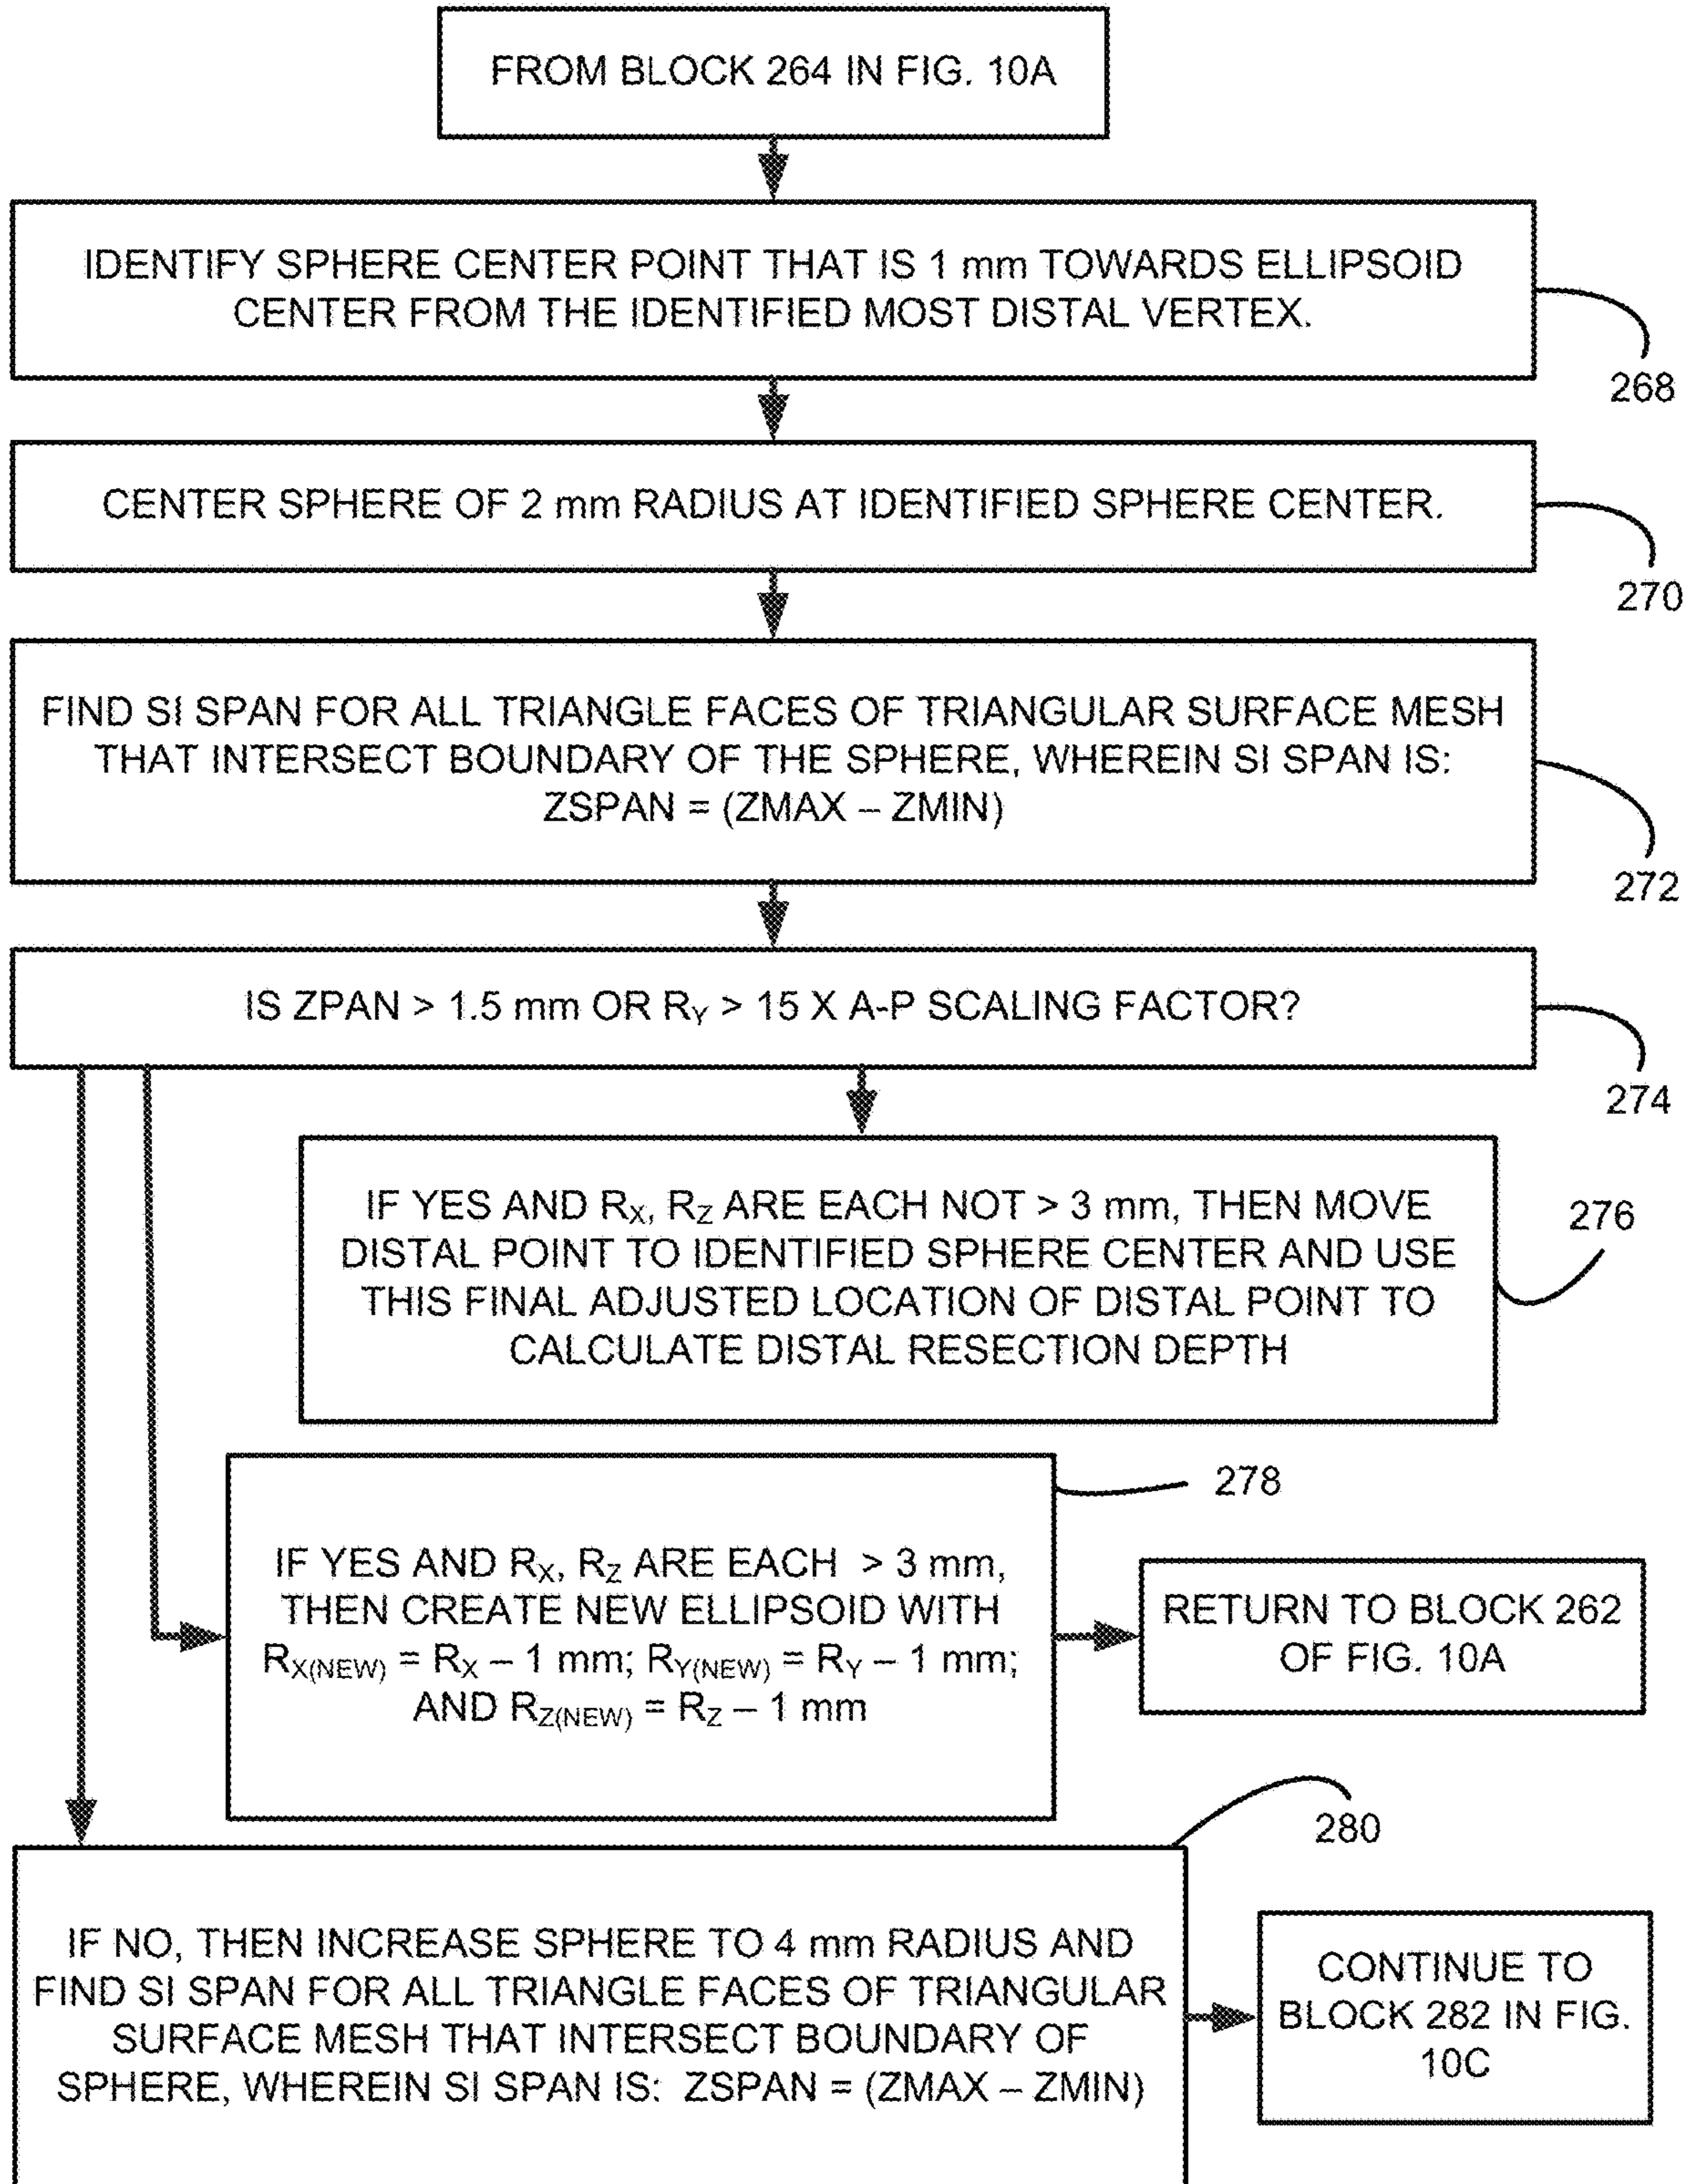 FROM BLOCK 264 IN FIG. 10A
IDENTIFY SPHERE CENTER POINT THAT IS 1 mm TOWARDS ELLIPSOID
CENTER FROM THE IDENTIFIED MOST DISTAL VERTEX.
268
CENTER SPHERE OF 2 mm RADIUS AT IDENTIFIED SPHERE CENTER.
270
FIND SI SPAN FOR ALL TRIANGLE FACES OF TRIANGULAR SURFACE MESH
THAT INTERSECT BOUNDARY OF THE SPHERE, WHEREIN SI SPAN IS:
ZSPAN = (ZMAX – ZMIN)
272
IS ZPAN > 1.5 mm OR RY > 15 X A-P SCALING FACTOR?
274
IF YES AND RX, RZ ARE EACH NOT > 3 mm, THEN MOVE
DISTAL POINT TO IDENTIFIED SPHERE CENTER AND USE
THIS FINAL ADJUSTED LOCATION OF DISTAL POINT TO
CALCULATE DISTAL RESECTION DEPTH
276
IF YES AND RX, RZ ARE EACH > 3 mm,
THEN CREATE NEW ELLIPSOID WITH
RX(NEW) = RX – 1 mm; RY(NEW) = RY – 1 mm;
AND RZ(NEW) = RZ – 1 mm
278
RETURN TO BLOCK 262
OF FIG. 10A
IF NO, THEN INCREASE SPHERE TO 4 mm RADIUS AND
FIND SI SPAN FOR ALL TRIANGLE FACES OF TRIANGULAR
SURFACE MESH THAT INTERSECT BOUNDARY OF
SPHERE, WHEREIN SI SPAN IS: ZSPAN = (ZMAX – ZMIN)
280
CONTINUE TO
BLOCK 282 IN FIG.
10C